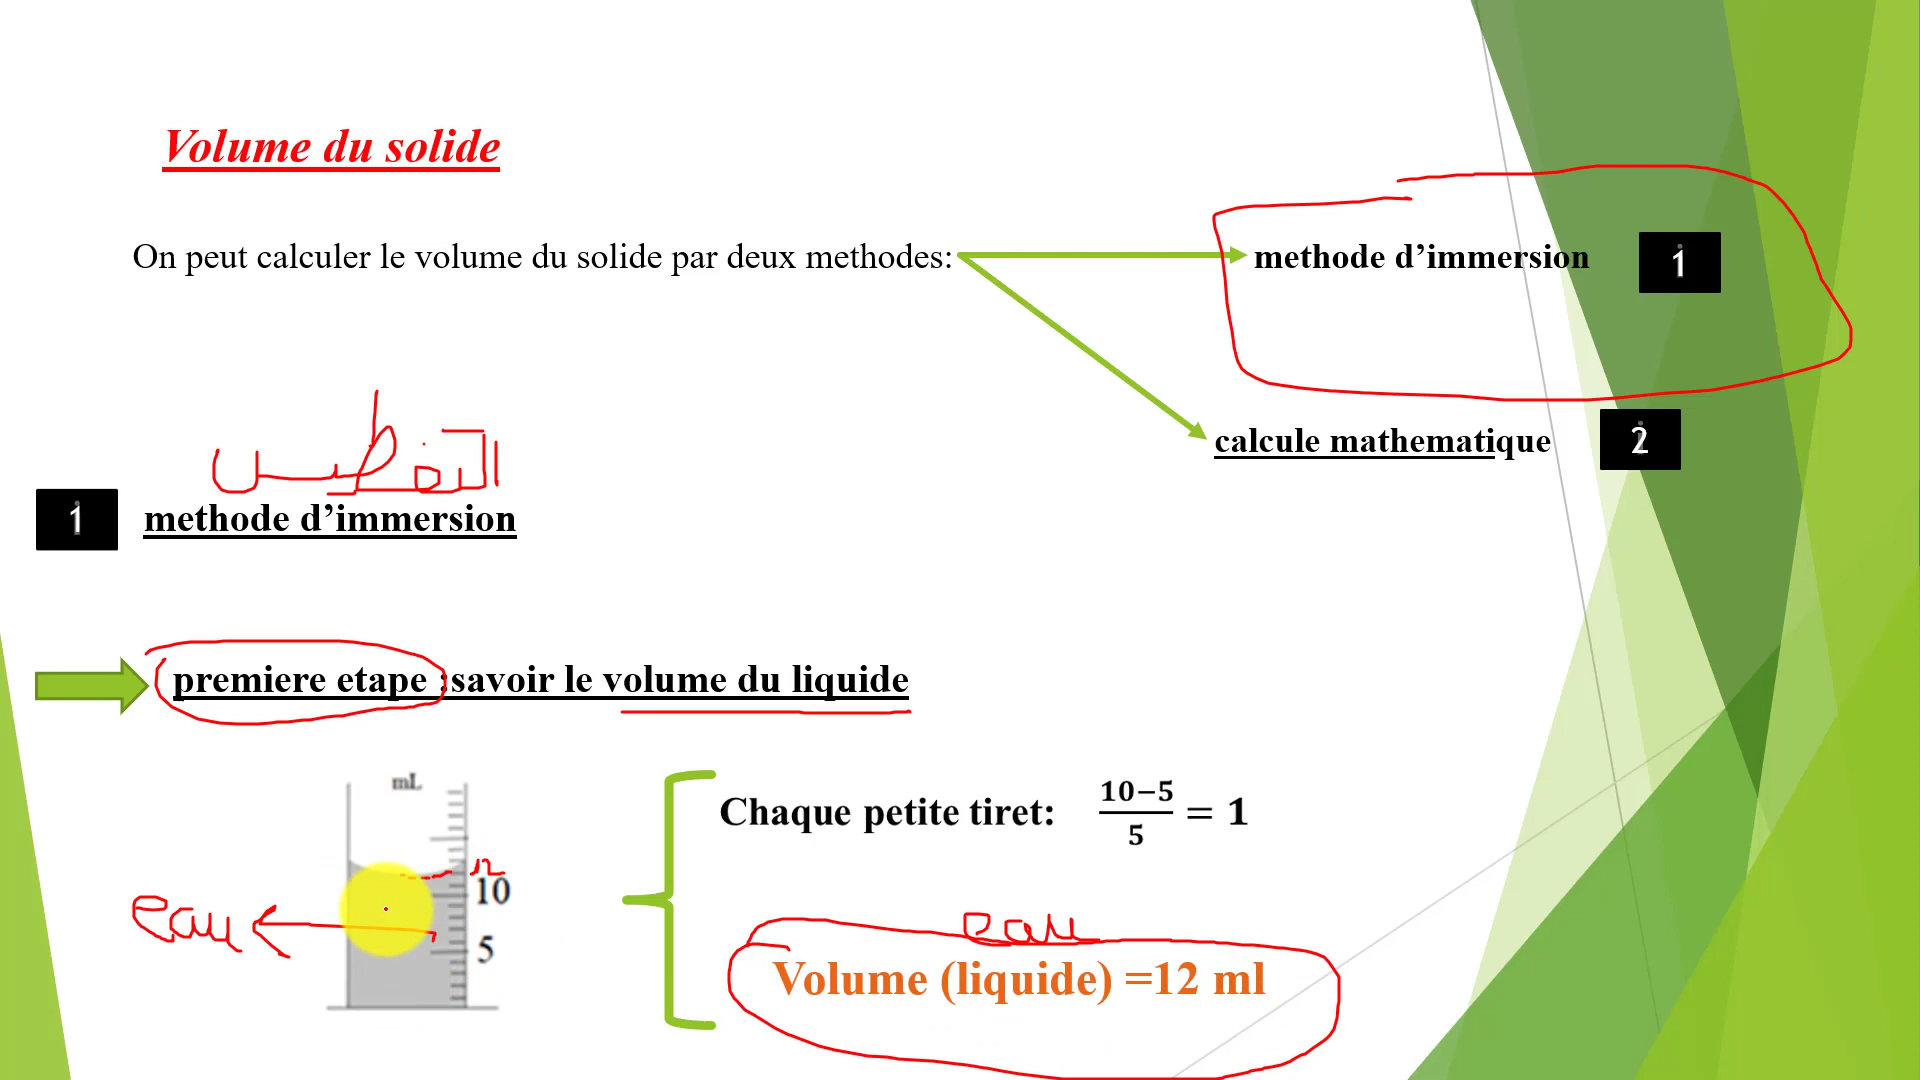 Volume du solide
On peut calculer le volume du solide par deux methodes:
methode d'immersion
1
calcule mathematique
2
التغطيس
1
methode d'immersion
premiere etape :savoir le volume du liquide
mL
12
10
5
eau
Chaque petite tiret: 10−5/5 = 1
eau
Volume (liquide) =12 ml